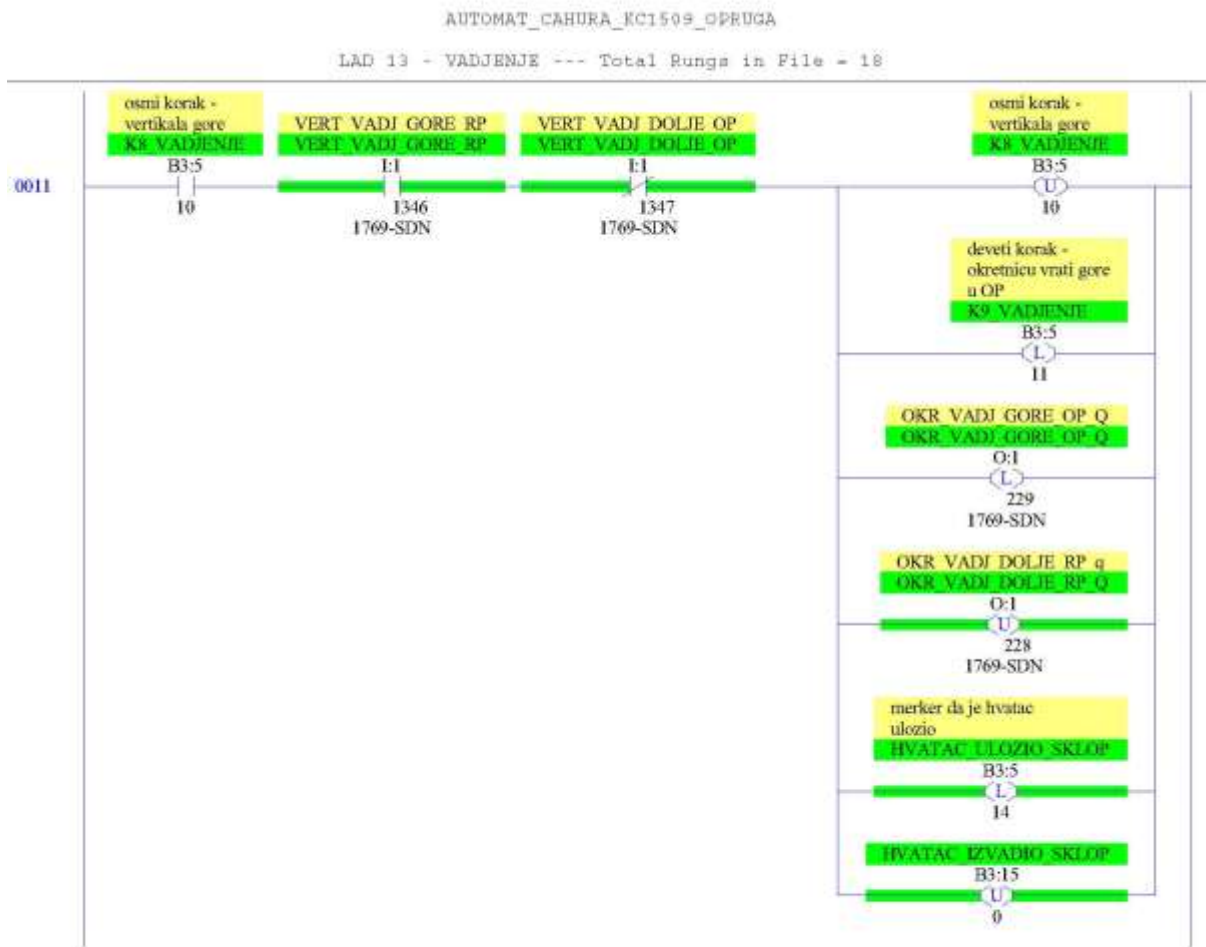 AUTOMAT_CAHURA_KC1509_OPRUGA
LAD 13 - VADJENJE --- Total Rungs in File = 18
osmi korak -
vertikala gore
K8_VADJENJE
B3:5
10
VERT_VADJ_GORE_RP
VERT_VADJ_GORE_RP
I:1
1346
1769-SDN
VERT_VADJ_DOLJE_OP
VERT_VADJ_DOLJE_OP
I:1
1347
1769-SDN
osmi korak -
vertikala gore
K8_VADJENJE
B3:5
U
10
0011
deveti korak -
okretnicu vrati gore
u OP
K9_VADJENJE
B3:5
L
11
OKR_VADJ_GORE_OP_Q
OKR_VADJ_GORE_OP_Q
O:1
L
229
1769-SDN
OKR_VADJ_DOLJE_RP_q
OKR_VADJ_DOLJE_RP_Q
O:1
U
228
1769-SDN
merker da je hvatac
ulozio
HVATAC_ULOZIO_SKLOP
B3:5
L
14
HVATAC_IZVADIO_SKLOP
B3:15
U
0